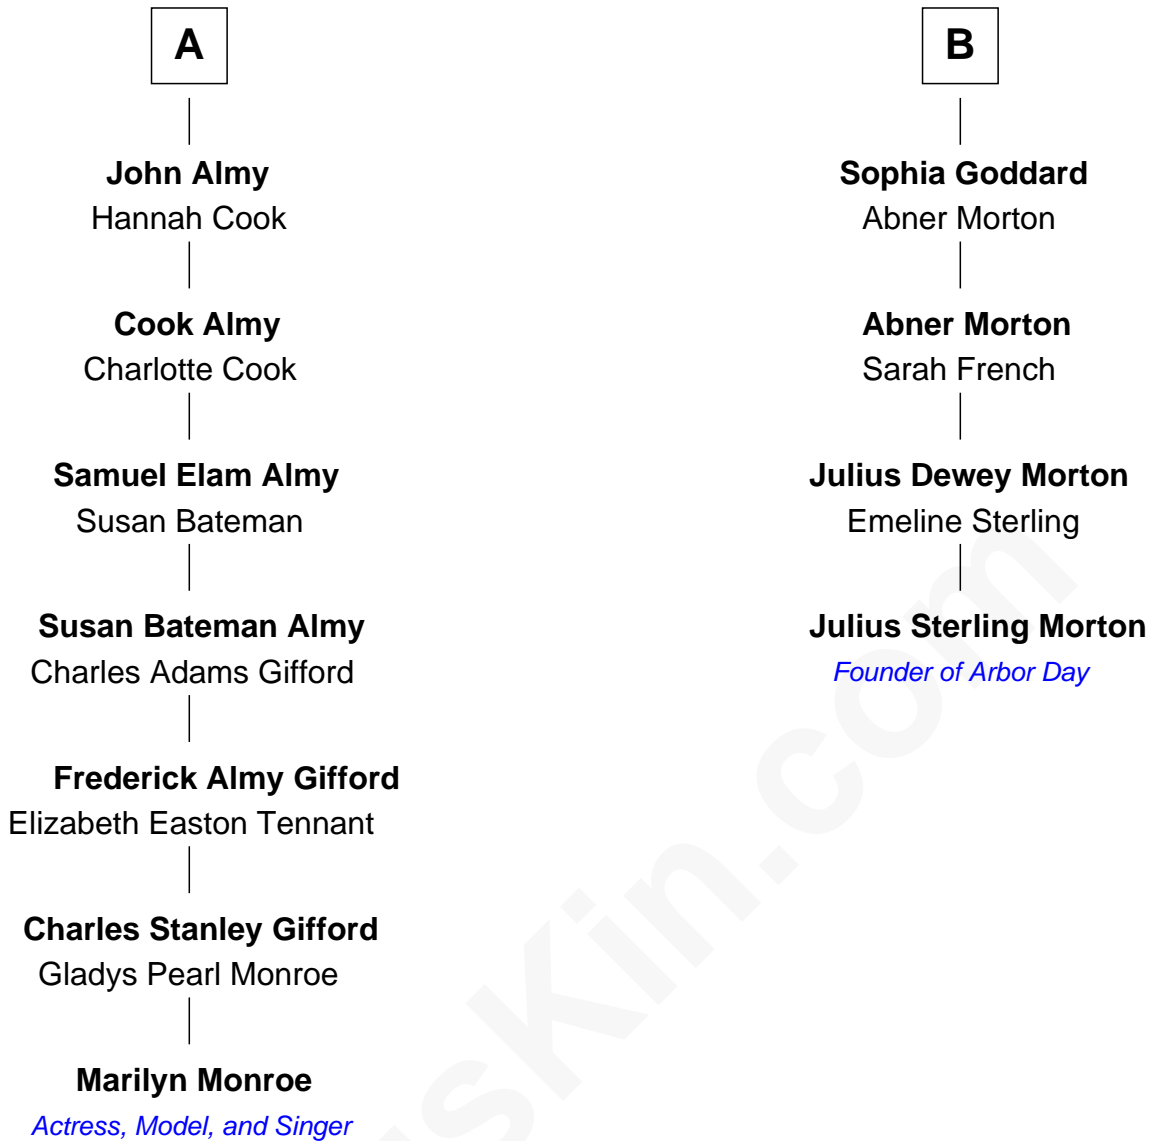 A
John Almy
Hannah Cook
Cook Almy
Charlotte Cook
Samuel Elam Almy
Susan Bateman
Susan Bateman Almy
Charles Adams Gifford
Frederick Almy Gifford
Elizabeth Easton Tennant
Charles Stanley Gifford
Gladys Pearl Monroe
Marilyn Monroe
Actress, Model, and Singer
B
Sophia Goddard
Abner Morton
Abner Morton
Sarah French
Julius Dewey Morton
Emeline Sterling
Julius Sterling Morton
Founder of Arbor Day
sKin.com